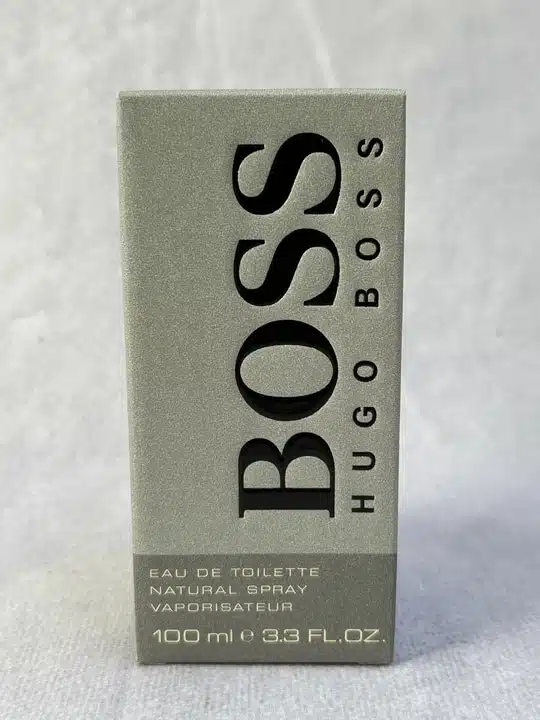 BOSS
HUGO BOSS
EAU DE TOILETTE
NATURAL SPRAY
VAPORISATEUR
100 ml e 3.3 FL.OZ.